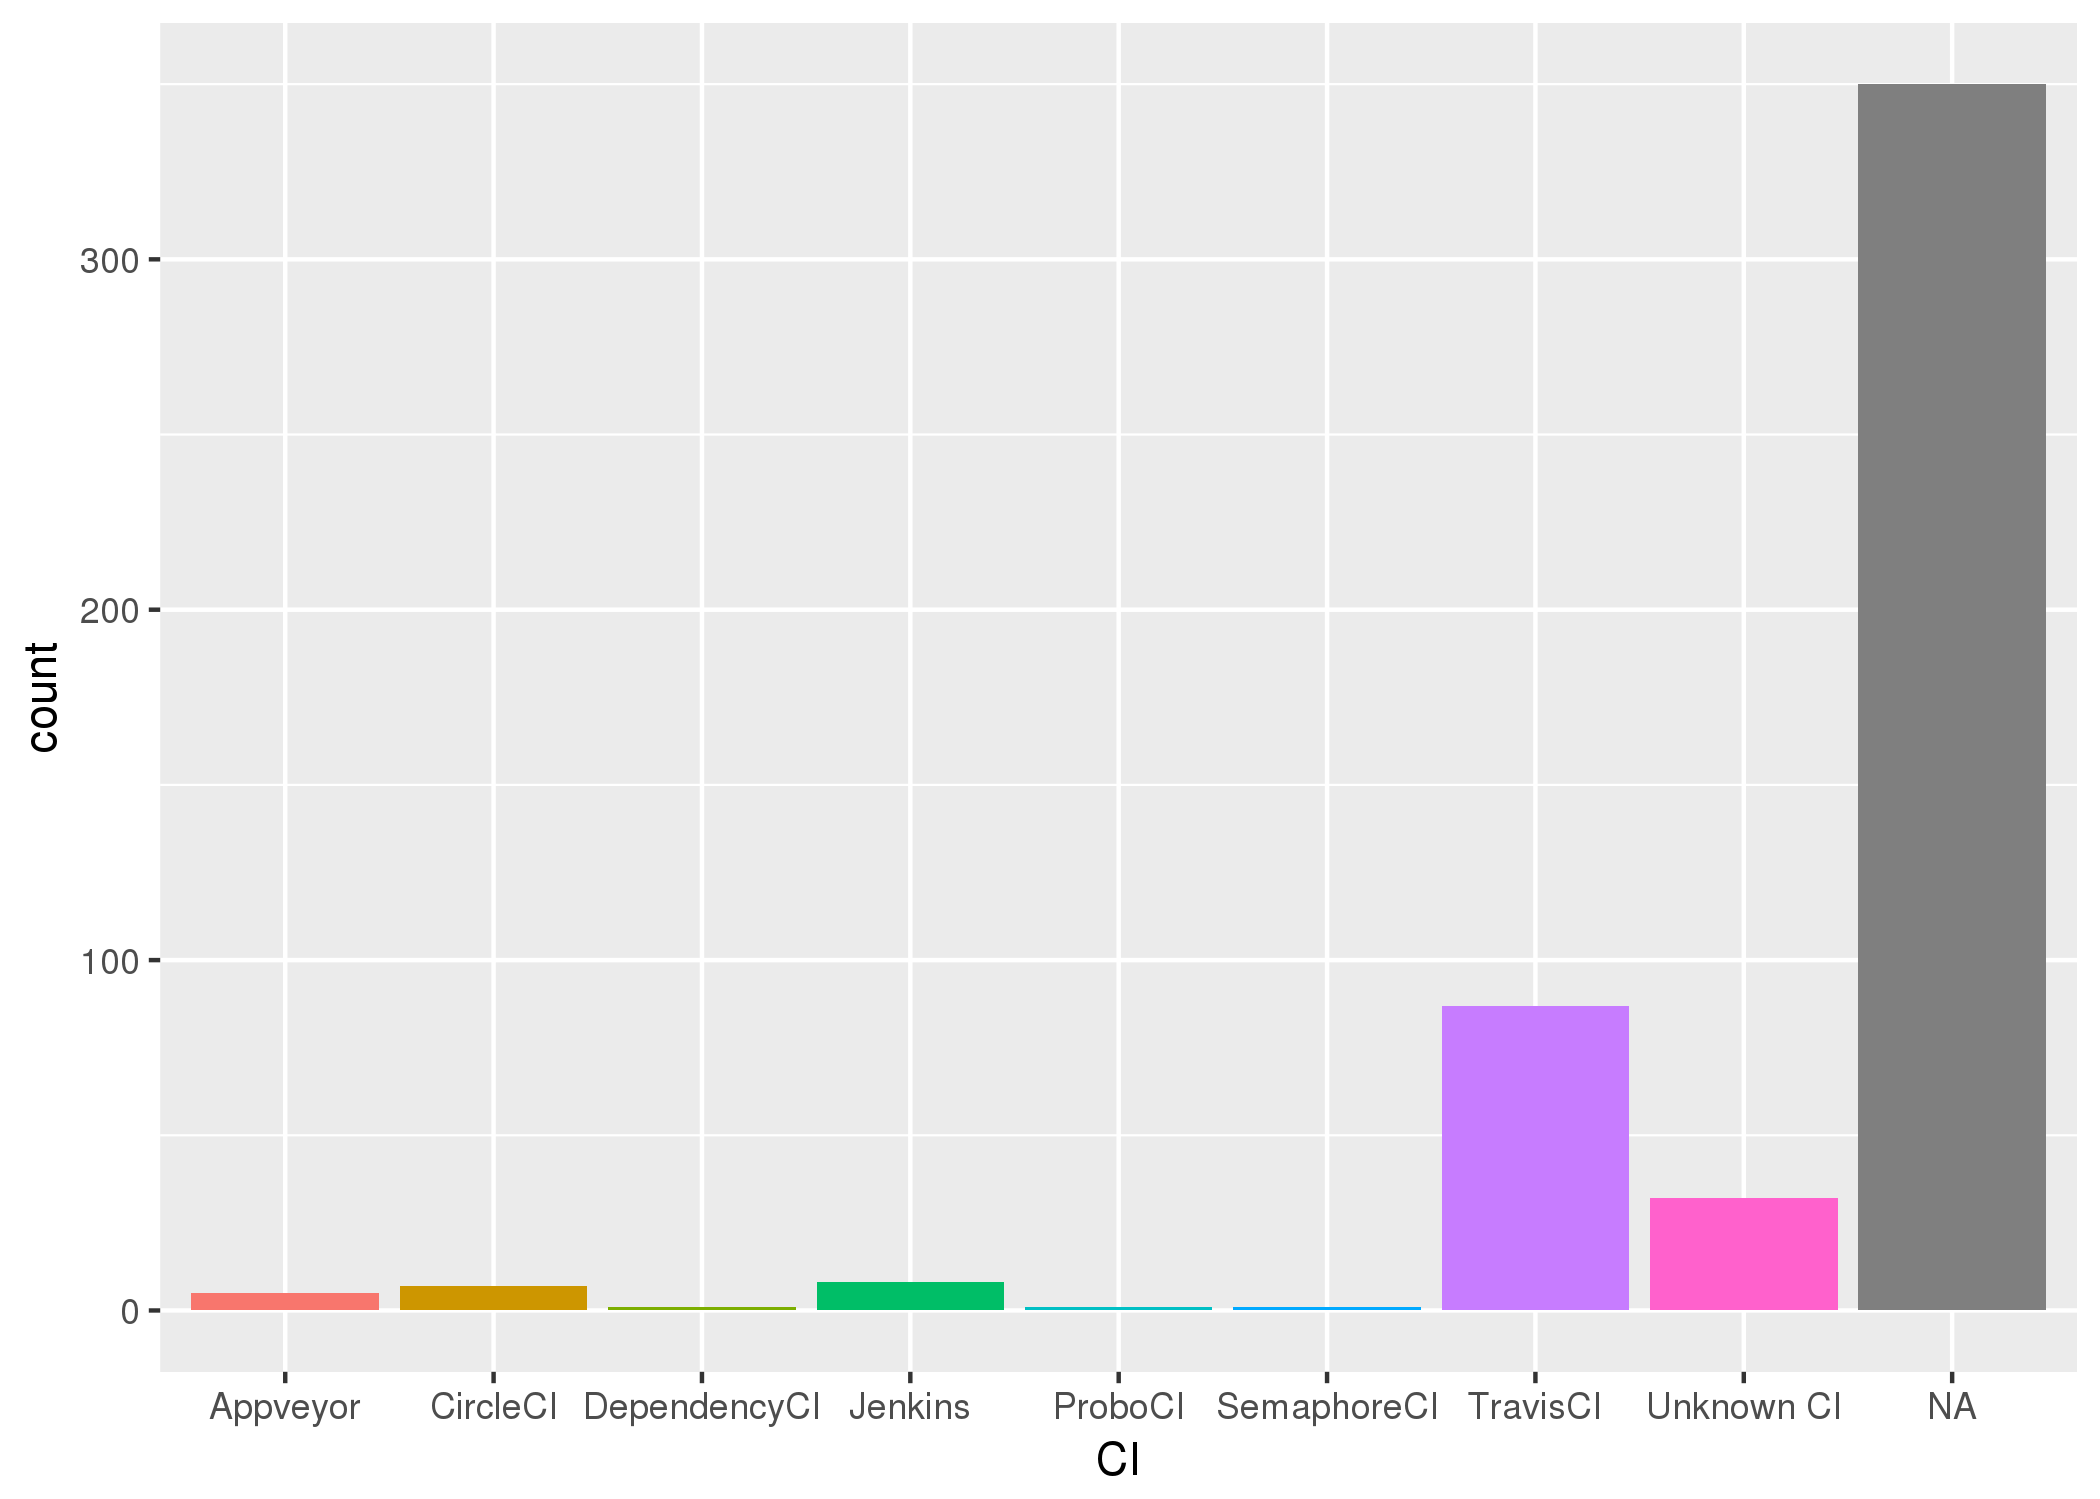 count
300
200
100
0
Appveyor CircleCI DependencyCI Jenkins ProboCI SemaphoreCI TravisCI Unknown CI NA
CI